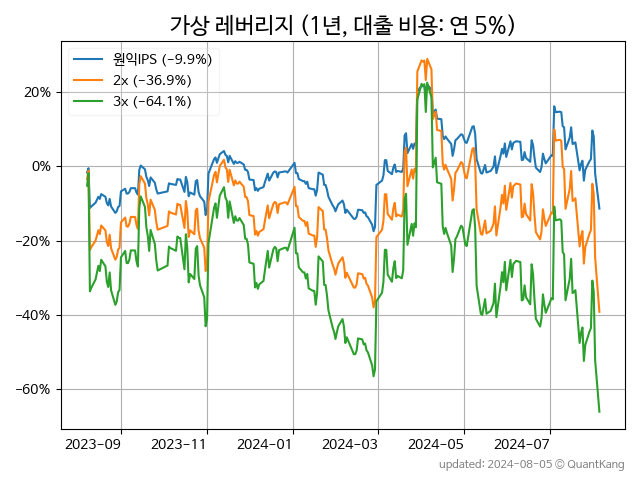 가상 레버리지 (1년, 대출 비용: 연 5%)
원익IPS (−9.9%)
2x (−36.9%)
3x (−64.1%)
20%
0%
−20%
−40%
−60%
2023-09 2023-11 2024-01 2024-03 2024-05 2024-07
updated: 2024-08-05 © QuantKang